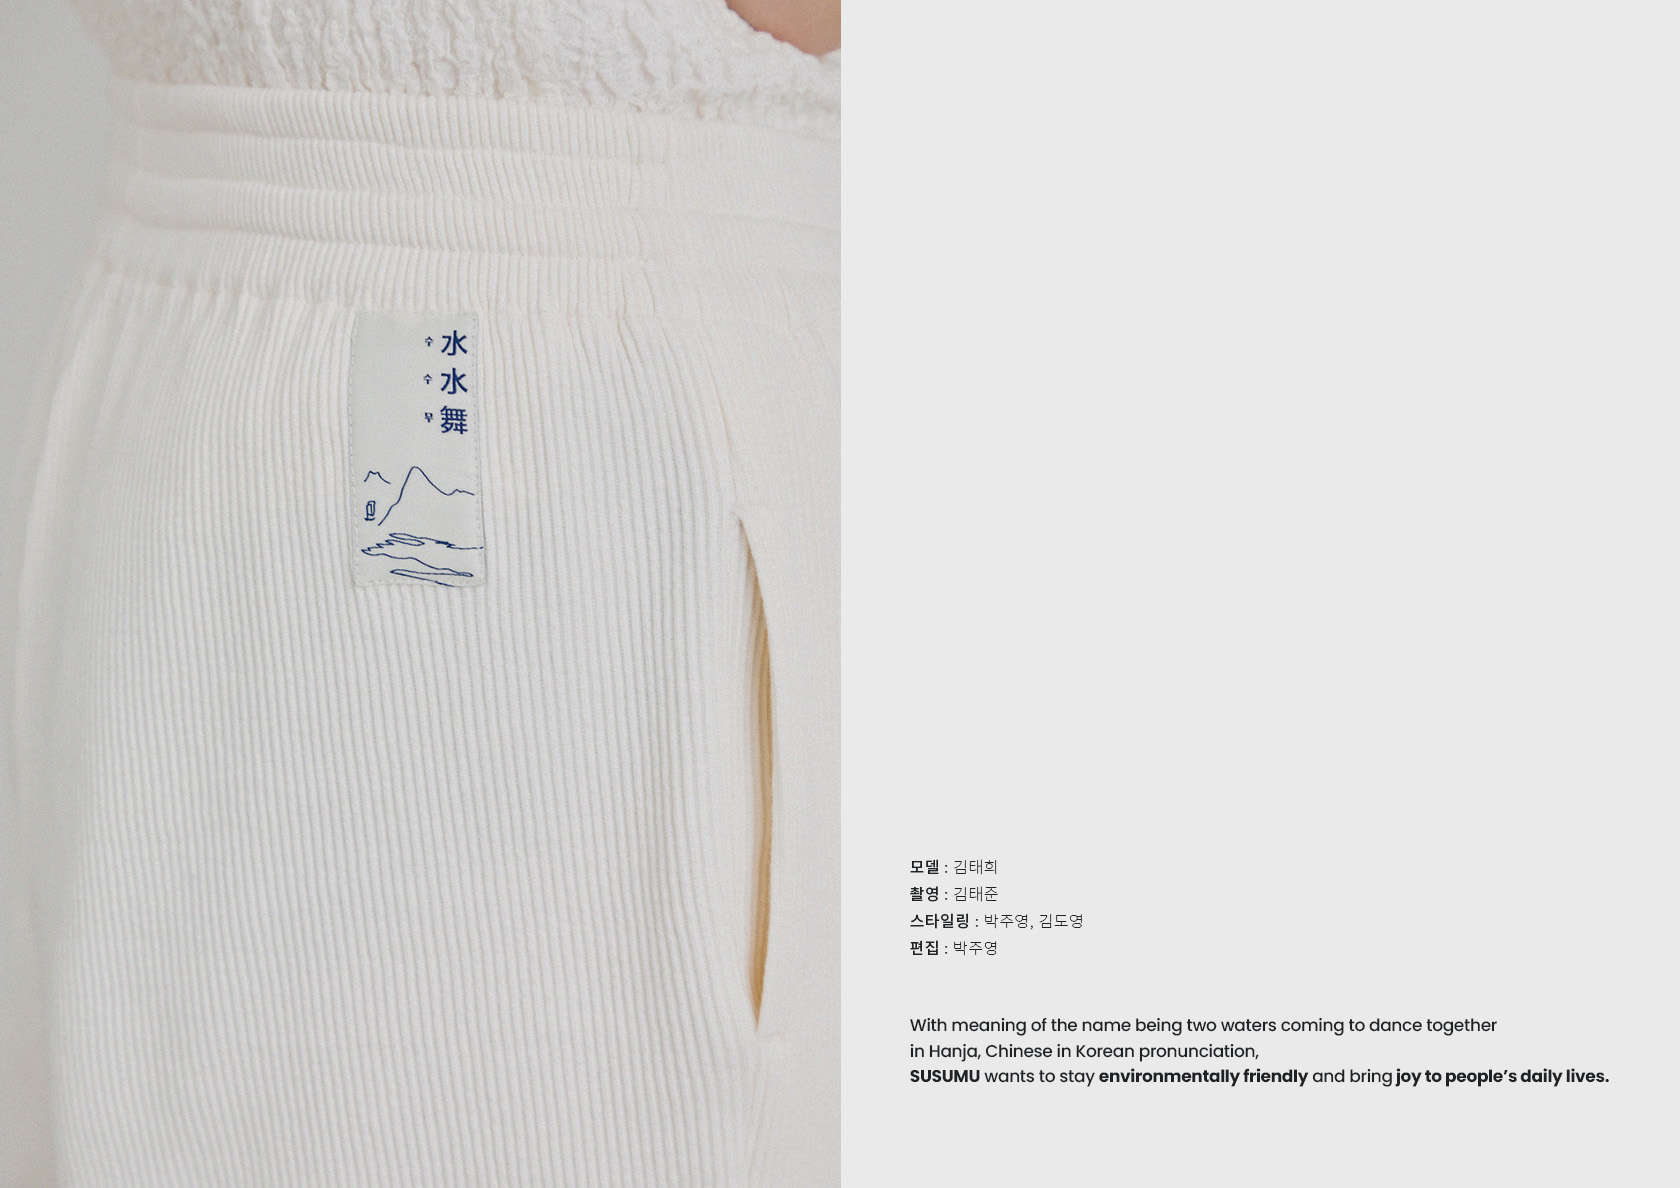 수 水
수 水
무 舞
모델 : 김태희
촬영 : 김태준
스타일링 : 박주영, 김도영
편집 : 박주영
With meaning of the name being two waters coming to dance together
in Hanja, Chinese in Korean pronunciation,
SUSUMU wants to stay environmentally friendly and bring joy to people’s daily lives.